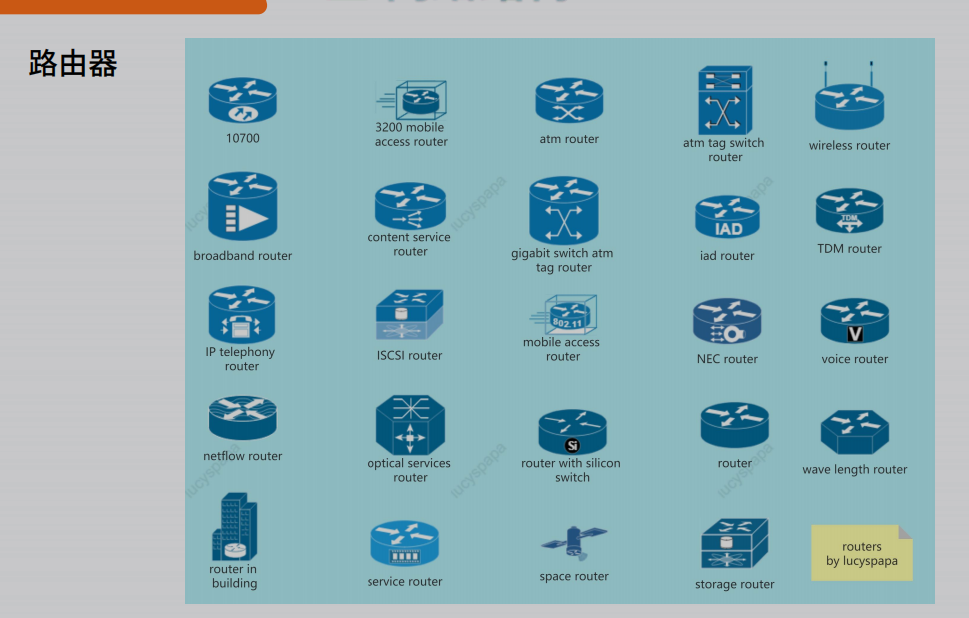 路由器
10700
3200 mobile
access router
atm router
atm tag switch
router
wireless router
broadband router
content service
router
gigabit switch atm
tag router
IAD
iad router
TDM
TDM router
IP telephony
router
ISCSI router
802.11
mobile access
router
NEC router
V
voice router
netflow router
optical services
router
Si
router with silicon
switch
router
wave length router
router in
building
service router
space router
storage router
routers
by lucyspapa
lucyspapa
lucyspapa
lucyspapa
lucyspapa